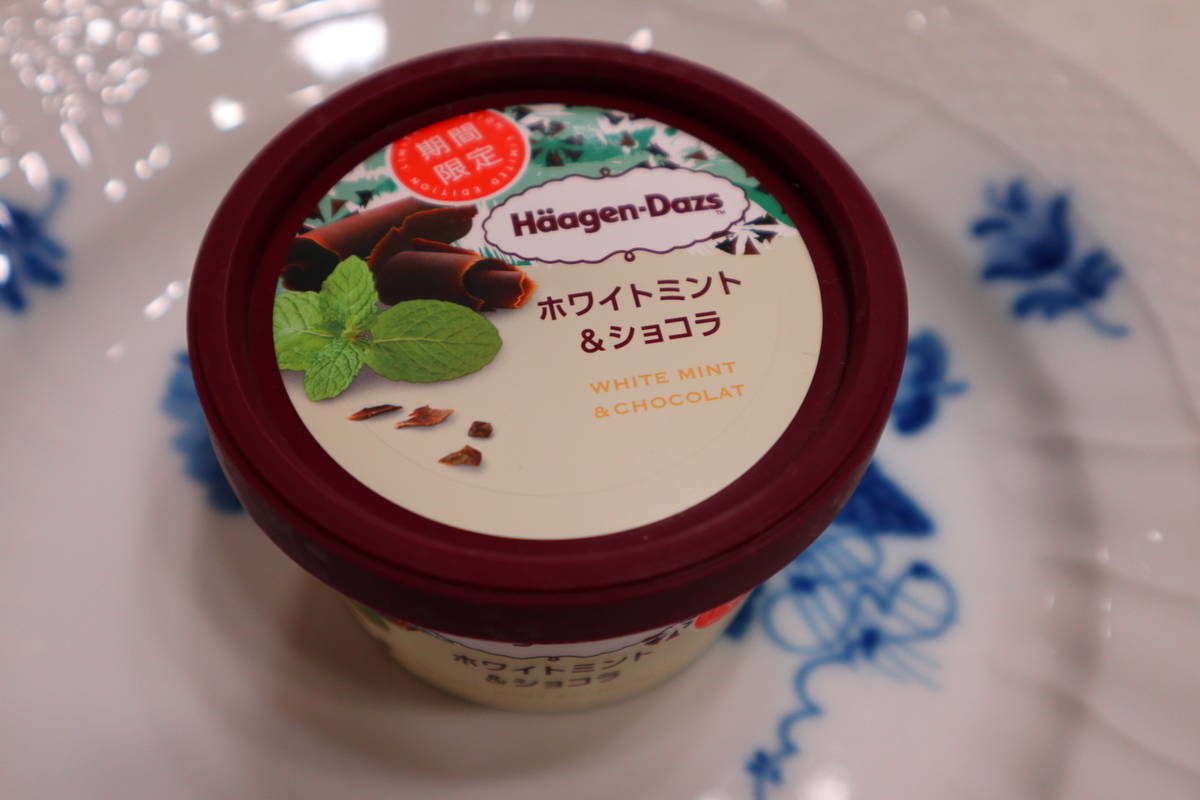 期間
限定
LIMITED EDITION
Häagen-Dazs™
ホワイトミント
&ショコラ
WHITE MINT
&CHOCOLAT
ホワイトミント
&ショコラ